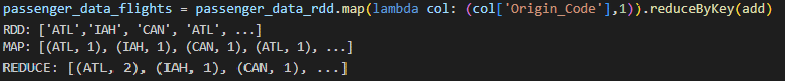 passenger_data_flights = passenger_data_rdd.map(lambda col: (col['Origin_Code'],1)).reduceByKey(add)
RDD: ['ATL','IAH', 'CAN', 'ATL', ...]
MAP: [(ATL, 1), (IAH, 1), (CAN, 1), (ATL, 1), ...]
REDUCE: [(ATL, 2), (IAH, 1), (CAN, 1), ...]